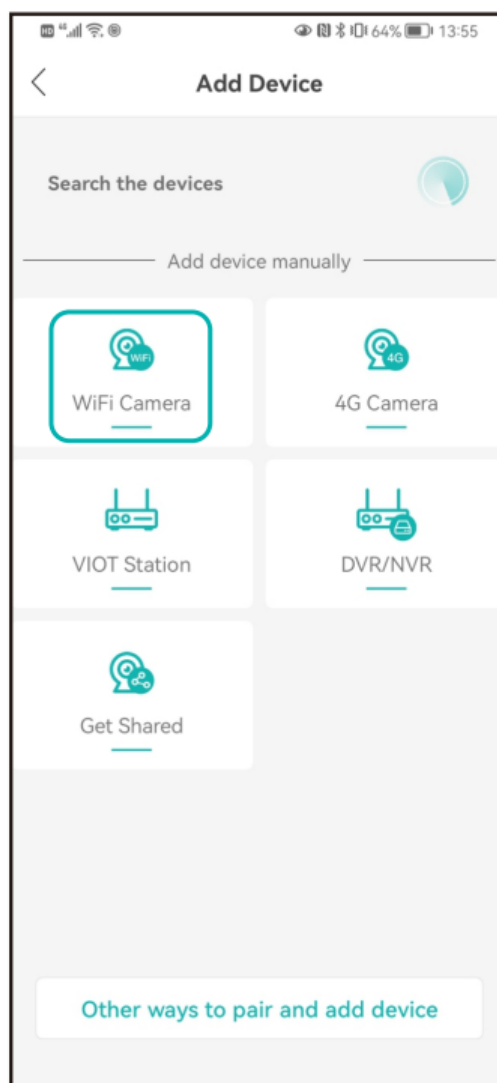 64% 13:55
Add Device
Search the devices
Add device manually
WiFi
4G
WiFi Camera
4G Camera
VIOT Station
DVR/NVR
Get Shared
Other ways to pair and add device